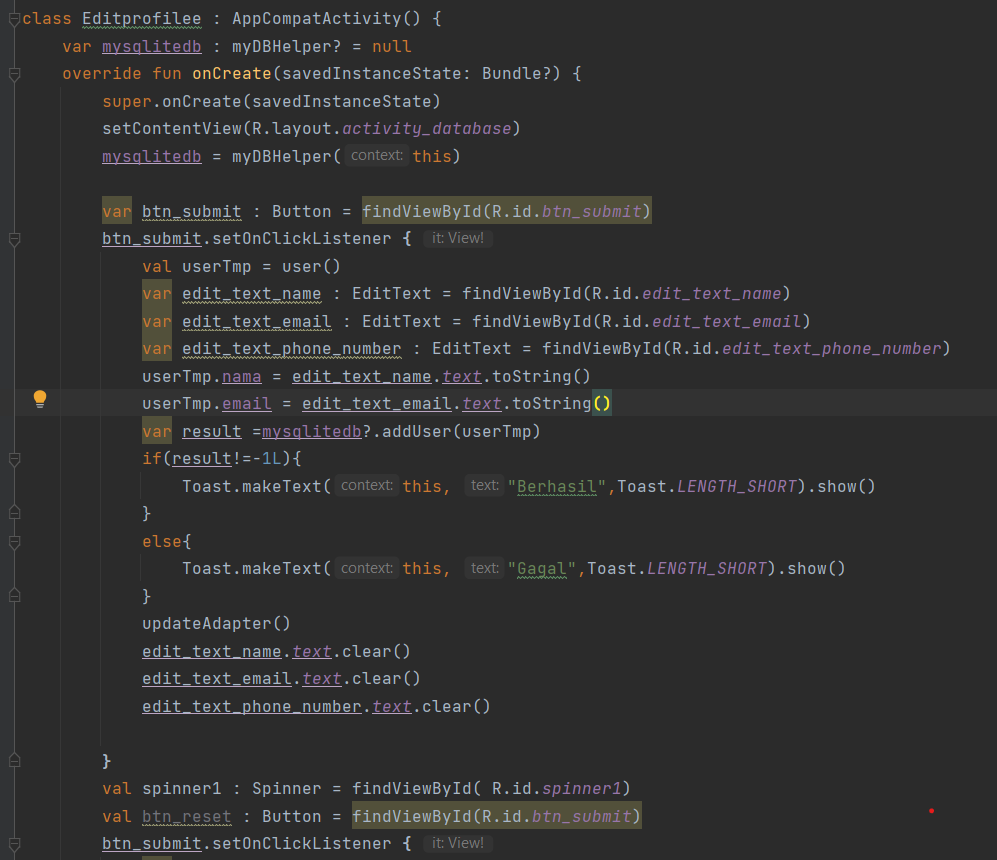 class Editprofilee : AppCompatActivity() {
    var mysqlitedb : myDBHelper? = null
    override fun onCreate(savedInstanceState: Bundle?) {
        super.onCreate(savedInstanceState)
        setContentView(R.layout.activity_database)
        mysqlitedb = myDBHelper( context: this)

        var btn_submit : Button = findViewById(R.id.btn_submit)
        btn_submit.setOnClickListener { it: View!
            val userTmp = user()
            var edit_text_name : EditText = findViewById(R.id.edit_text_name)
            var edit_text_email : EditText = findViewById(R.id.edit_text_email)
            var edit_text_phone_number : EditText = findViewById(R.id.edit_text_phone_number)
            userTmp.nama = edit_text_name.text.toString()
            userTmp.email = edit_text_email.text.toString()
            var result =mysqlitedb?.addUser(userTmp)
            if(result!=-1L){
                Toast.makeText( context: this, text: "Berhasil",Toast.LENGTH_SHORT).show()
            }
            else{
                Toast.makeText( context: this, text: "Gagal",Toast.LENGTH_SHORT).show()
            }
            updateAdapter()
            edit_text_name.text.clear()
            edit_text_email.text.clear()
            edit_text_phone_number.text.clear()

        }
        val spinner1 : Spinner = findViewById( R.id.spinner1)
        val btn_reset : Button = findViewById(R.id.btn_submit)
        btn_submit.setOnClickListener { it: View!